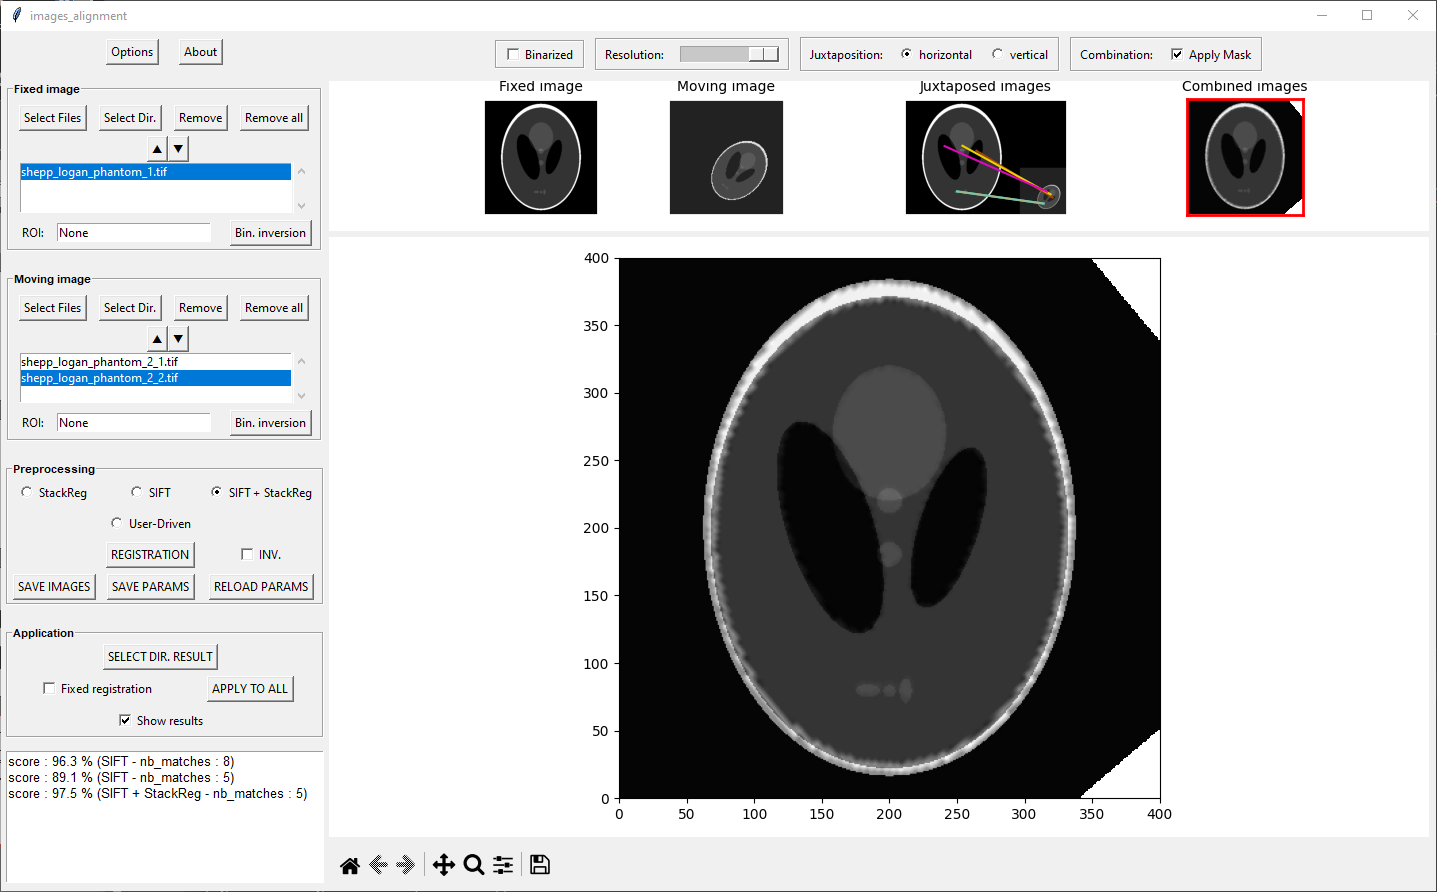 images_alignment
Options About
Binarized Resolution: Juxtaposition: horizontal vertical Combination: Apply Mask
Fixed image
Select Files Select Dir. Remove Remove all
▲ ▼
shepp_logan_phantom_1.tif
ROI: None Bin. inversion
Moving image
Select Files Select Dir. Remove Remove all
▲ ▼
shepp_logan_phantom_2_1.tif
shepp_logan_phantom_2_2.tif
ROI: None Bin. inversion
Preprocessing
StackReg SIFT SIFT + StackReg
User-Driven
REGISTRATION INV.
SAVE IMAGES SAVE PARAMS RELOAD PARAMS
Application
SELECT DIR. RESULT
Fixed registration APPLY TO ALL
Show results
score : 96.3 % (SIFT - nb_matches : 8)
score : 89.1 % (SIFT - nb_matches : 5)
score : 97.5 % (SIFT + StackReg - nb_matches : 5)
Fixed image Moving image Juxtaposed images Combined images
400
350
300
250
200
150
100
50
0
0 50 100 150 200 250 300 350 400